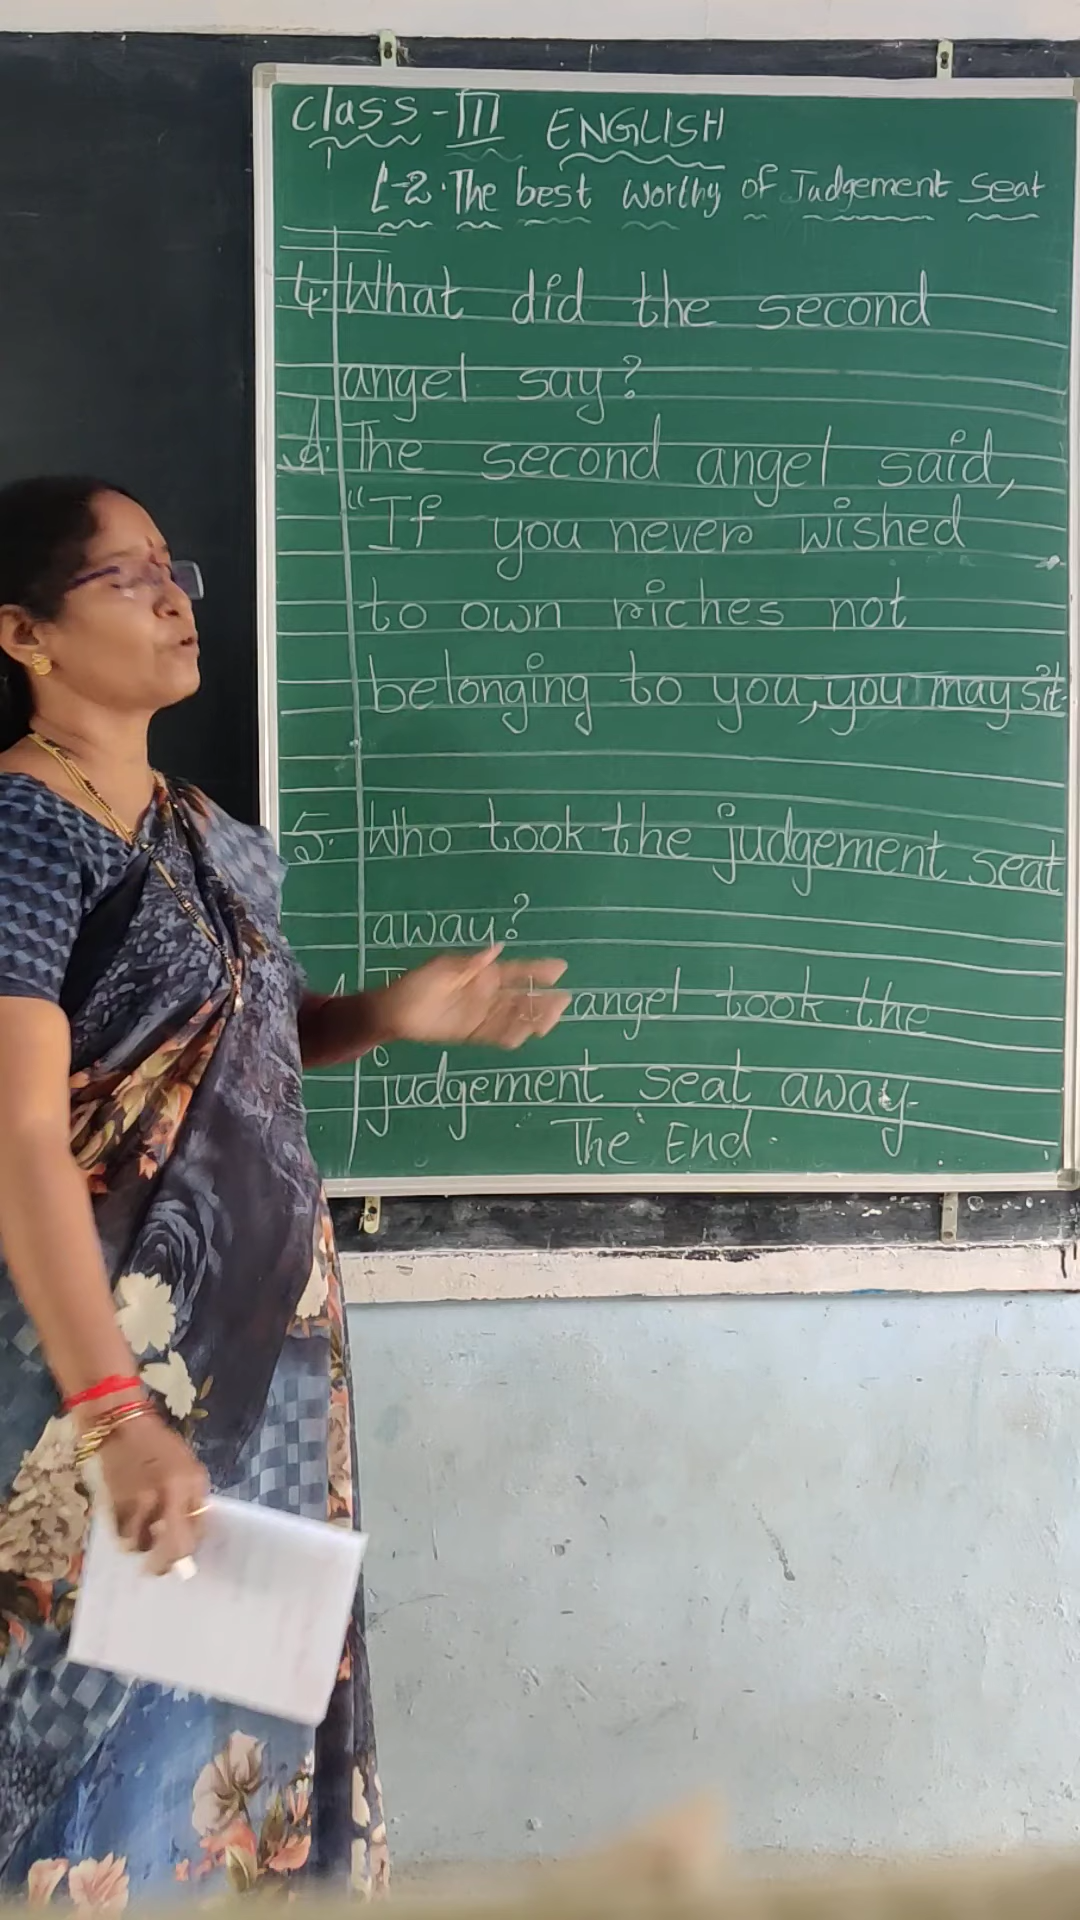 Class-III ENGLISH
L-2. The best worthy of Judgement Seat
4. What did the second
angel say?
A. The second angel said,
"If you never wished
to own riches not
belonging to you, you may sit.
5. Who took the judgement seat
away?
angel took the
judgement seat away.
The End.